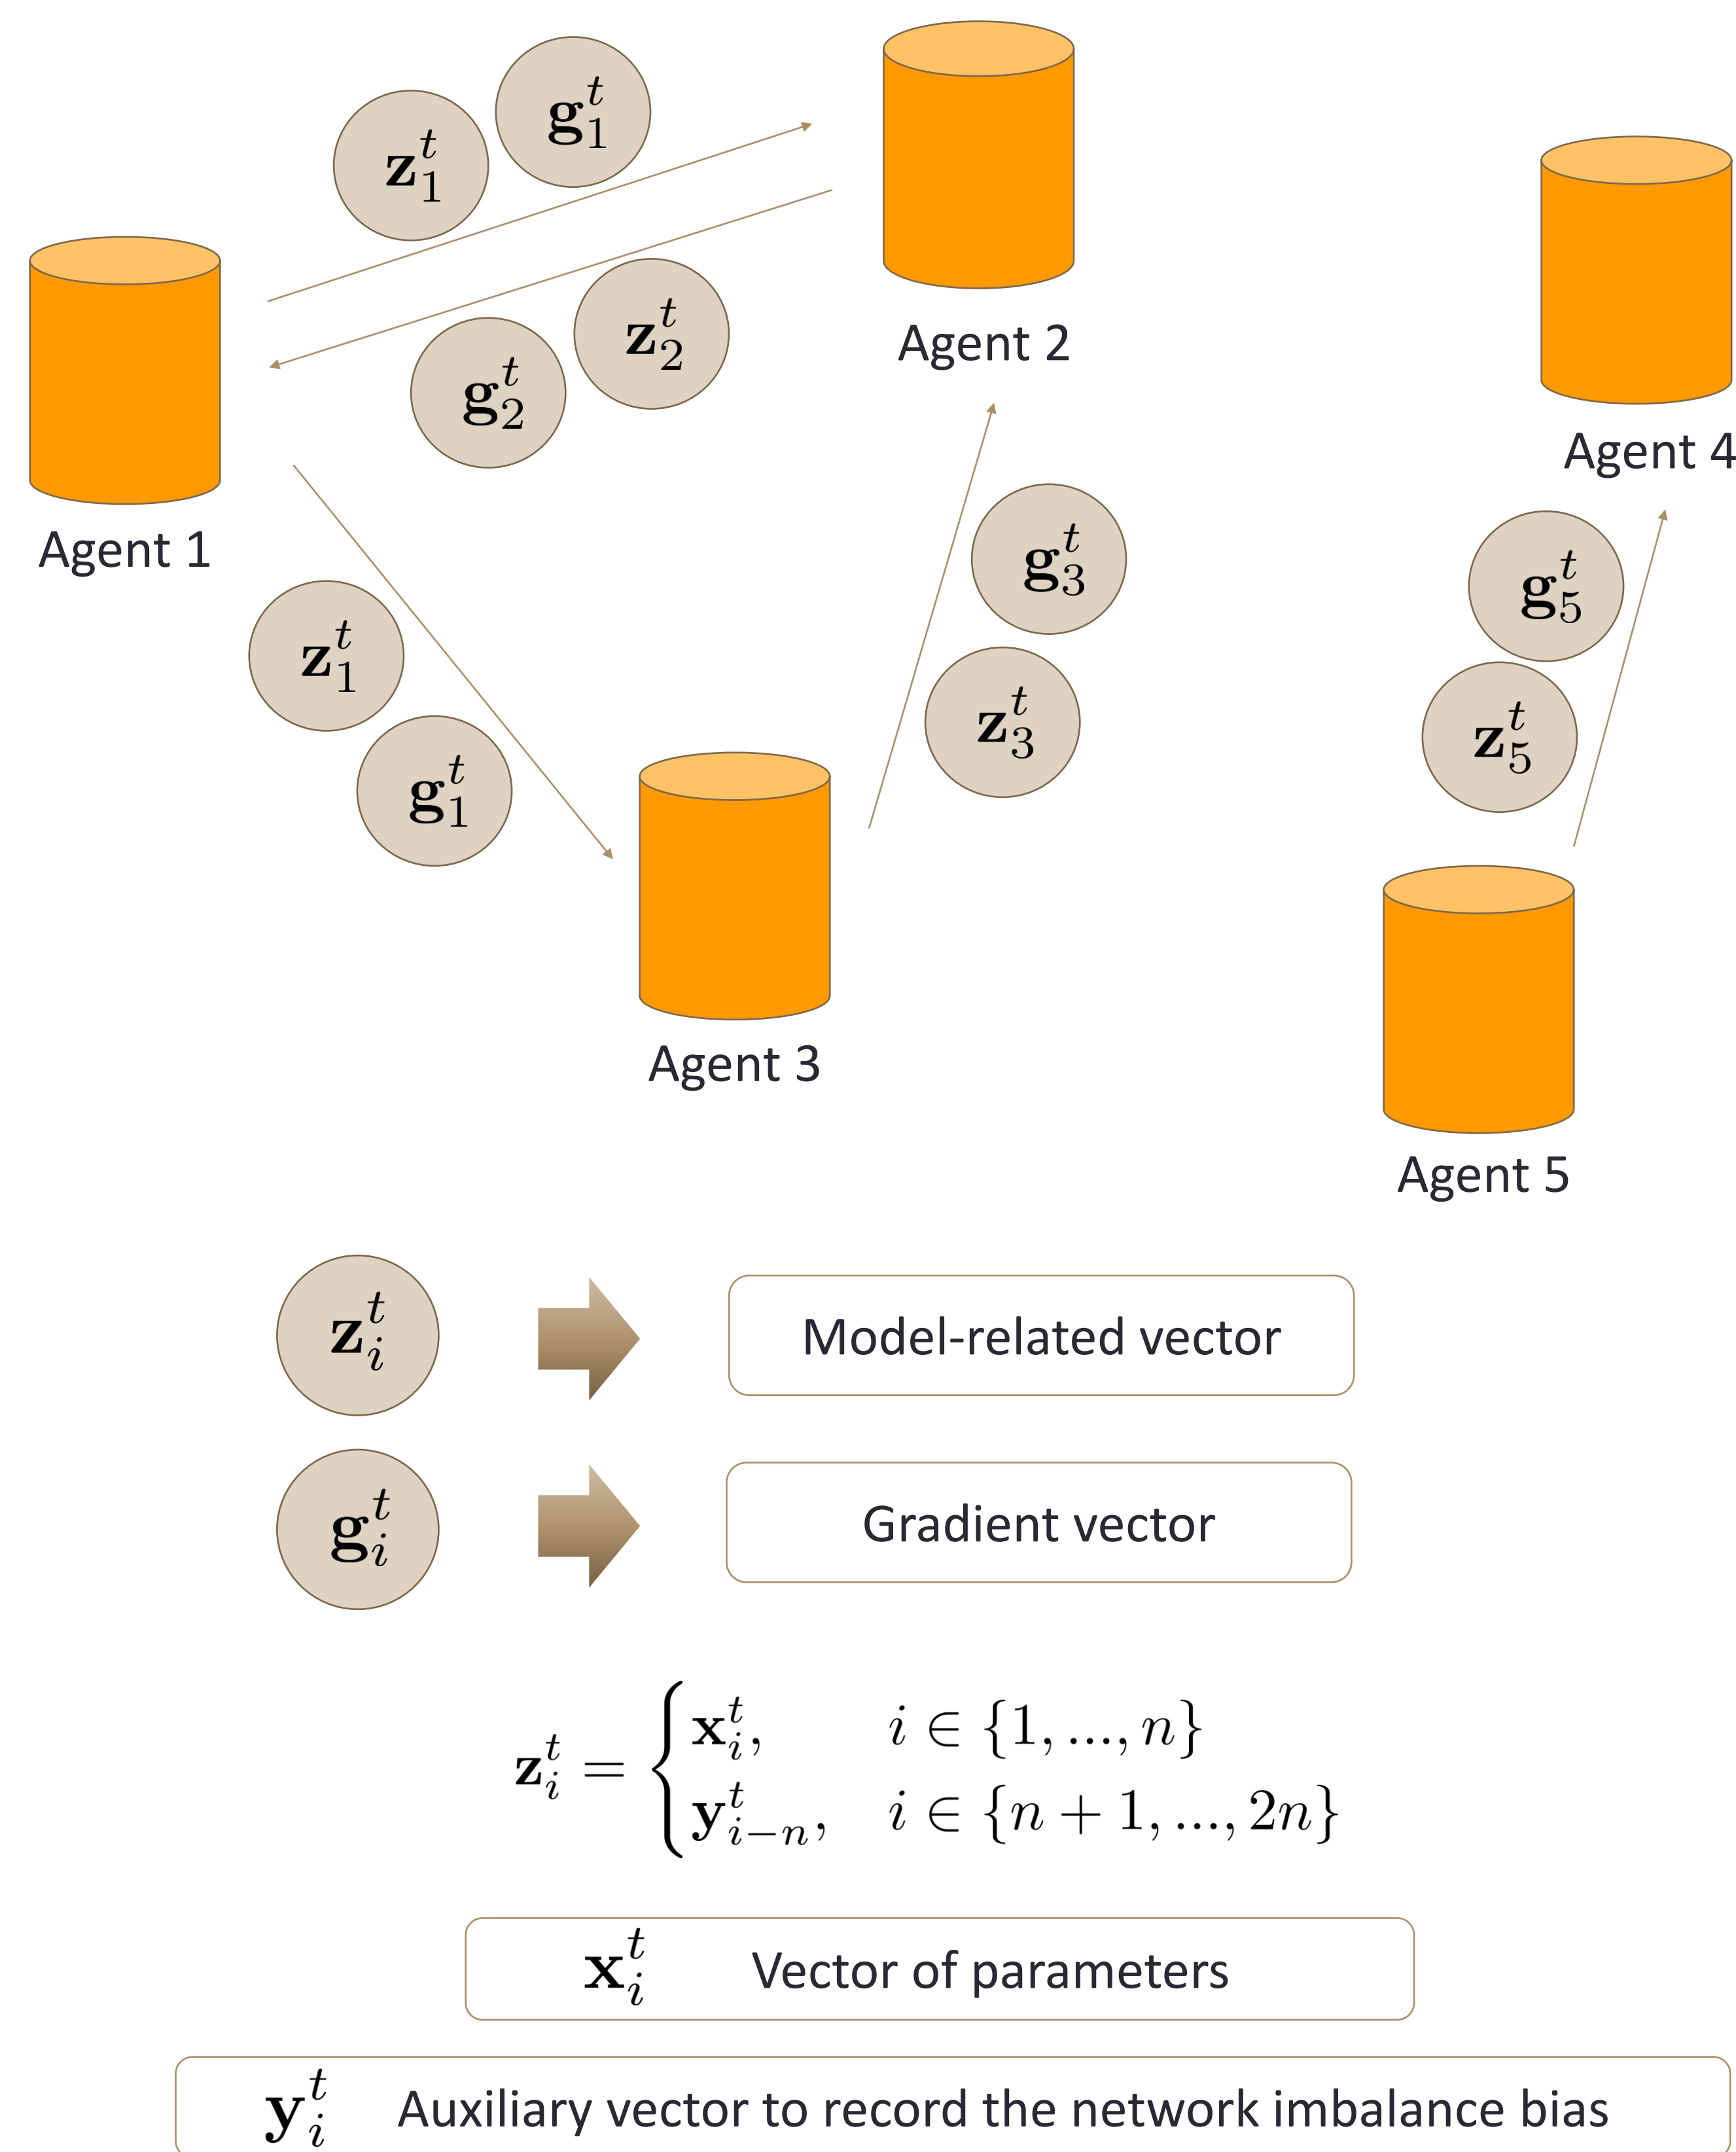 z_1^t
g_1^t
g_2^t
z_2^t
Agent 2
Agent 4
Agent 1
z_1^t
g_1^t
g_3^t
z_3^t
g_5^t
z_5^t
Agent 3
Agent 5
z_i^t Model-related vector
g_i^t Gradient vector
z_i^t = { x_i^t, i ∈ {1, ..., n}
y_{i-n}^t, i ∈ {n + 1, ..., 2n}
x_i^t Vector of parameters
y_i^t Auxiliary vector to record the network imbalance bias